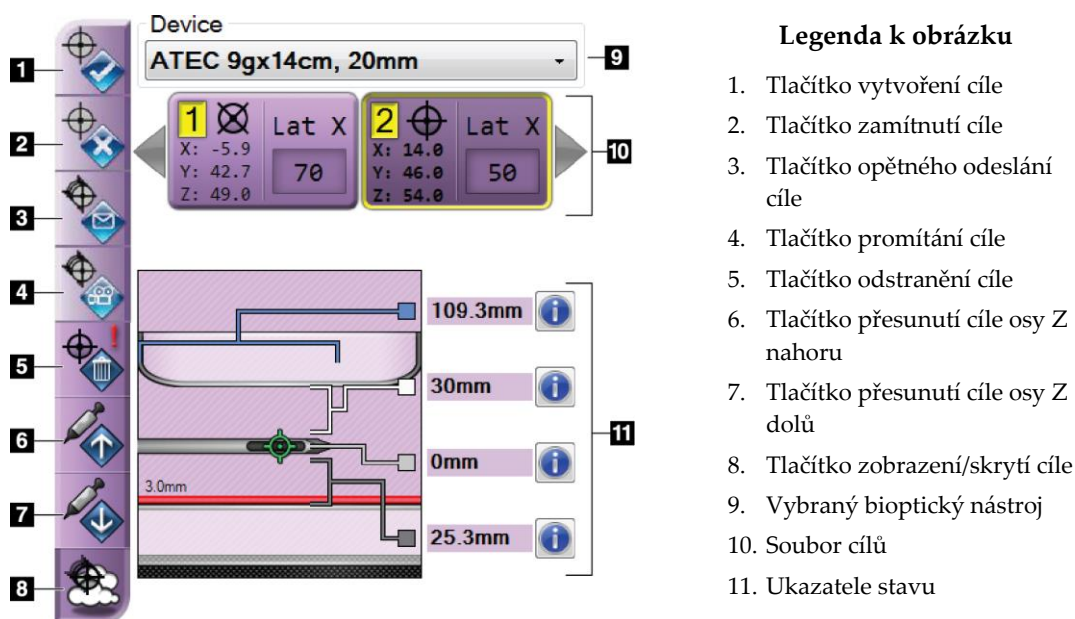 Device
ATEC 9gx14cm, 20mm
1
2
3
4
5
6
7
8
9
10
11
1
Lat X
X: -5.9
Y: 42.7
Z: 49.0
70
2
Lat X
X: 14.0
Y: 46.0
Z: 54.0
50
109.3mm
30mm
0mm
3.0mm
25.3mm
Legenda k obrázku
1. Tlačítko vytvoření cíle
2. Tlačítko zamítnutí cíle
3. Tlačítko opětného odeslání
cíle
4. Tlačítko promítání cíle
5. Tlačítko odstranění cíle
6. Tlačítko přesunutí cíle osy Z
nahoru
7. Tlačítko přesunutí cíle osy Z
dolů
8. Tlačítko zobrazení/skrytí cíle
9. Vybraný bioptický nástroj
10. Soubor cílů
11. Ukazatele stavu